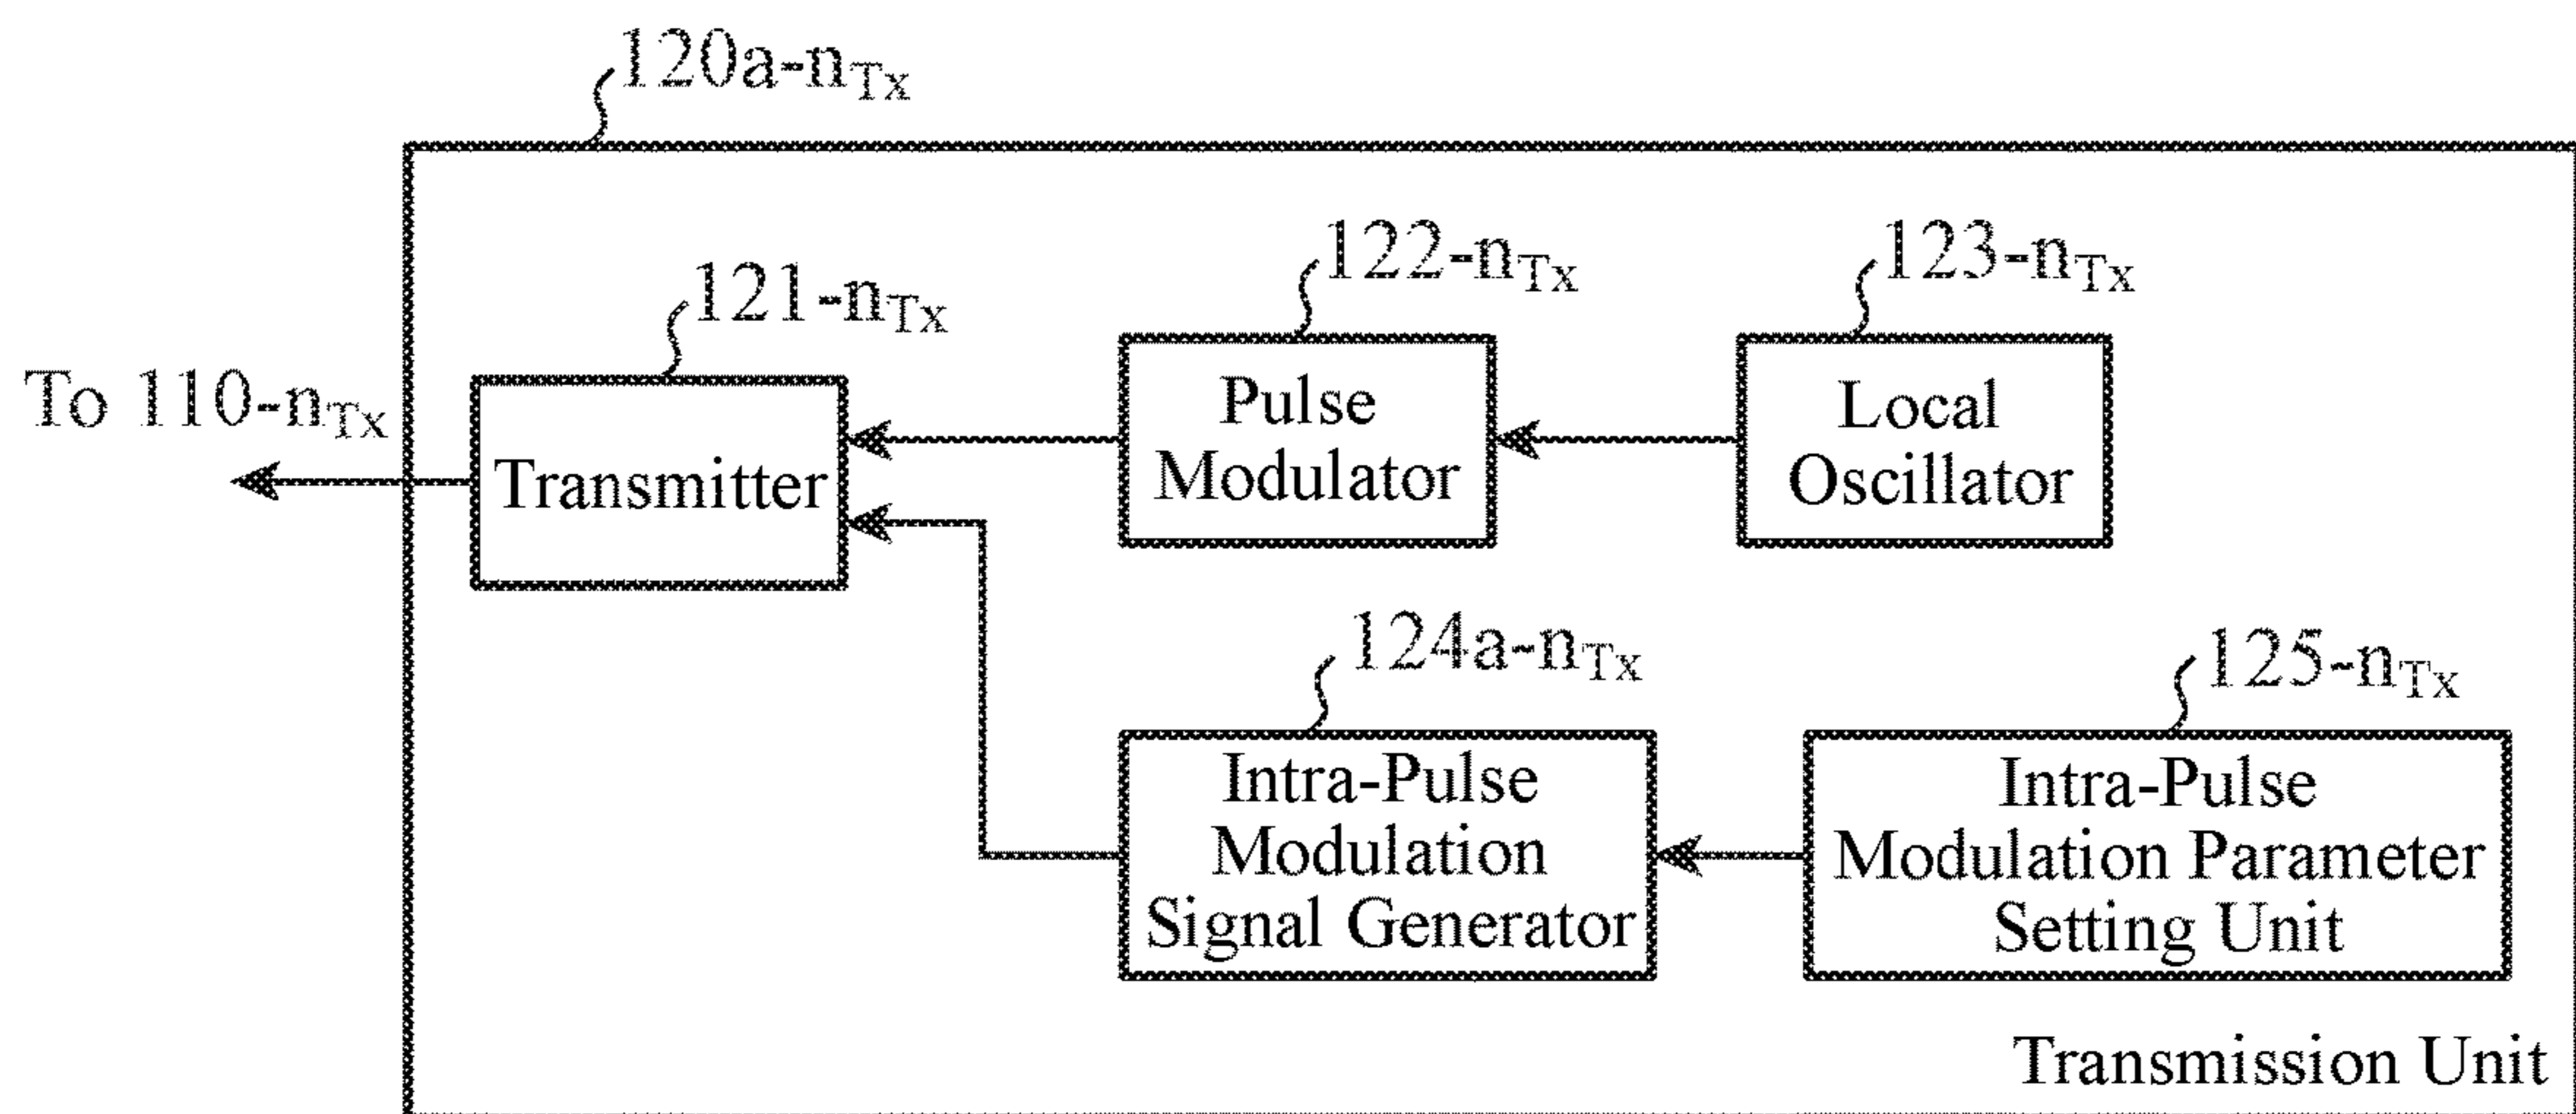 120a-nTx
122-nTx
123-nTx
121-nTx
To 110-nTx
Transmitter
Pulse
Modulator
Local
Oscillator
124a-nTx
125-nTx
Intra-Pulse
Modulation
Signal Generator
Intra-Pulse
Modulation Parameter
Setting Unit
Transmission Unit